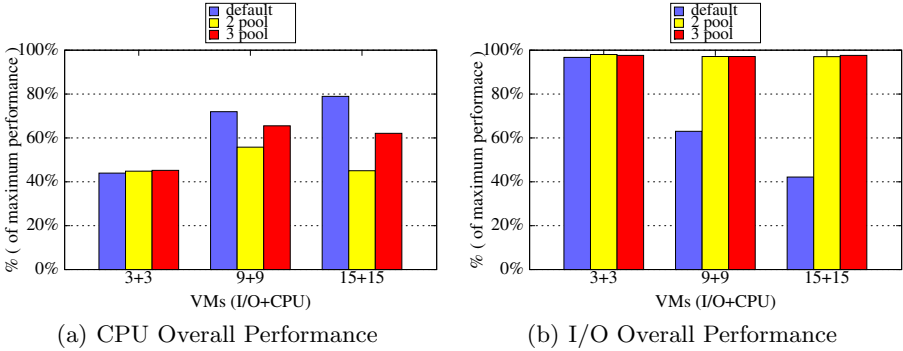 default
2 pool
3 pool
% ( of maximum performance )
100%
80%
60%
40%
20%
0%
3+3 9+9 15+15
VMs (I/O+CPU)
(a) CPU Overall Performance
default
2 pool
3 pool
% ( of maximum performance )
100%
80%
60%
40%
20%
0%
3+3 9+9 15+15
VMs (I/O+CPU)
(b) I/O Overall Performance